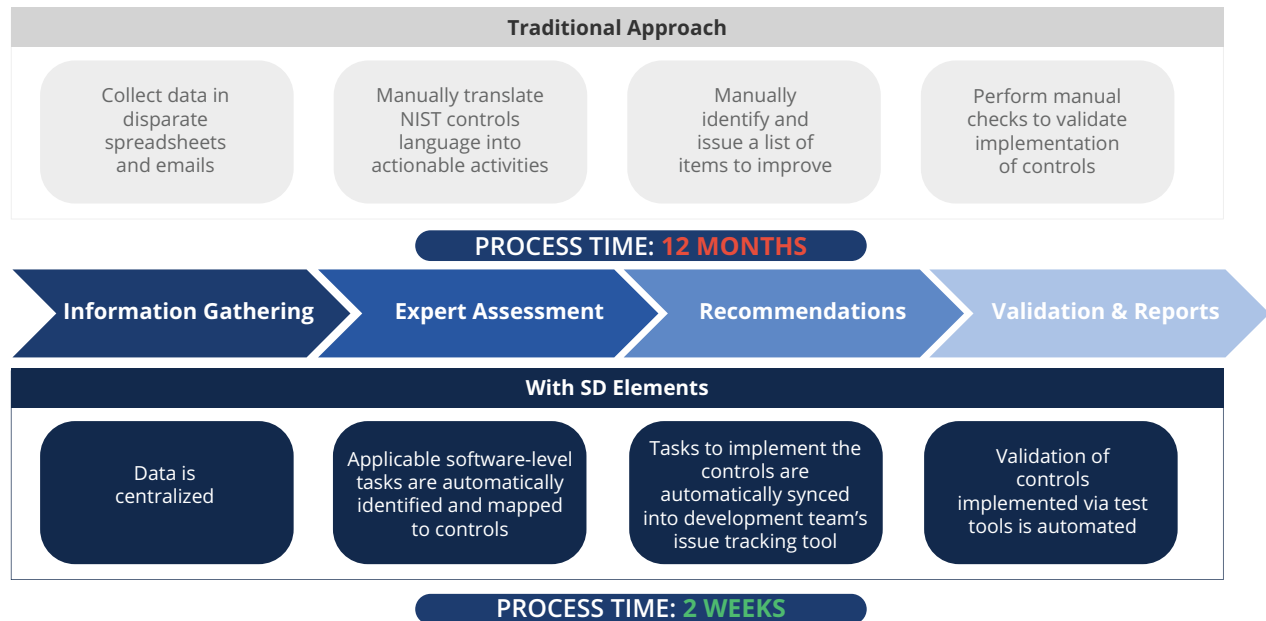 Traditional Approach
Collect data in
disparate
spreadsheets
and emails
Manually translate
NIST controls
language into
actionable activities
Manually
identify and
issue a list of
items to improve
Perform manual
checks to validate
implementation
of controls
PROCESS TIME: 12 MONTHS
Information Gathering
Expert Assessment
Recommendations
Validation & Reports
With SD Elements
Data is
centralized
Applicable software-level
tasks are automatically
identified and mapped
to controls
Tasks to implement the
controls are
automatically synced
into development team’s
issue tracking tool
Validation of
controls
implemented via test
tools is automated
PROCESS TIME: 2 WEEKS